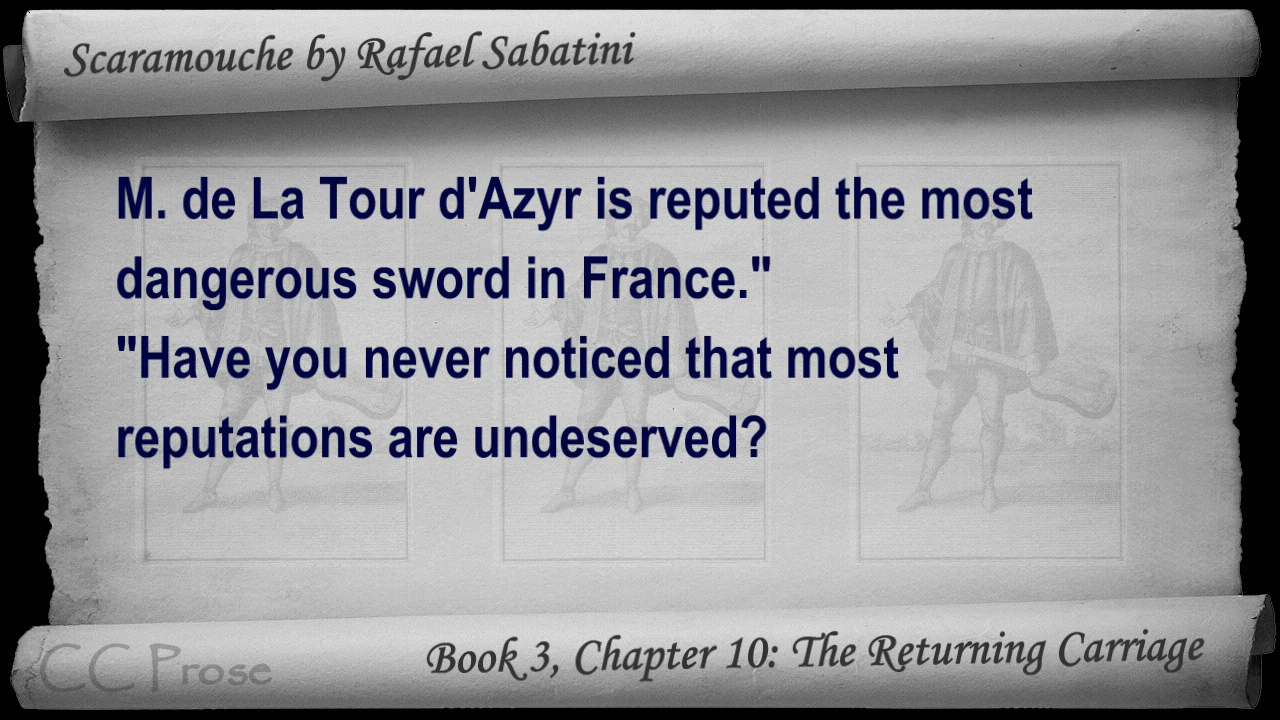 Scaramouche by Rafael Sabatini
M. de La Tour d'Azyr is reputed the most
dangerous sword in France."
"Have you never noticed that most
reputations are undeserved?
CC Prose
Book 3, Chapter 10: The Returning Carriage